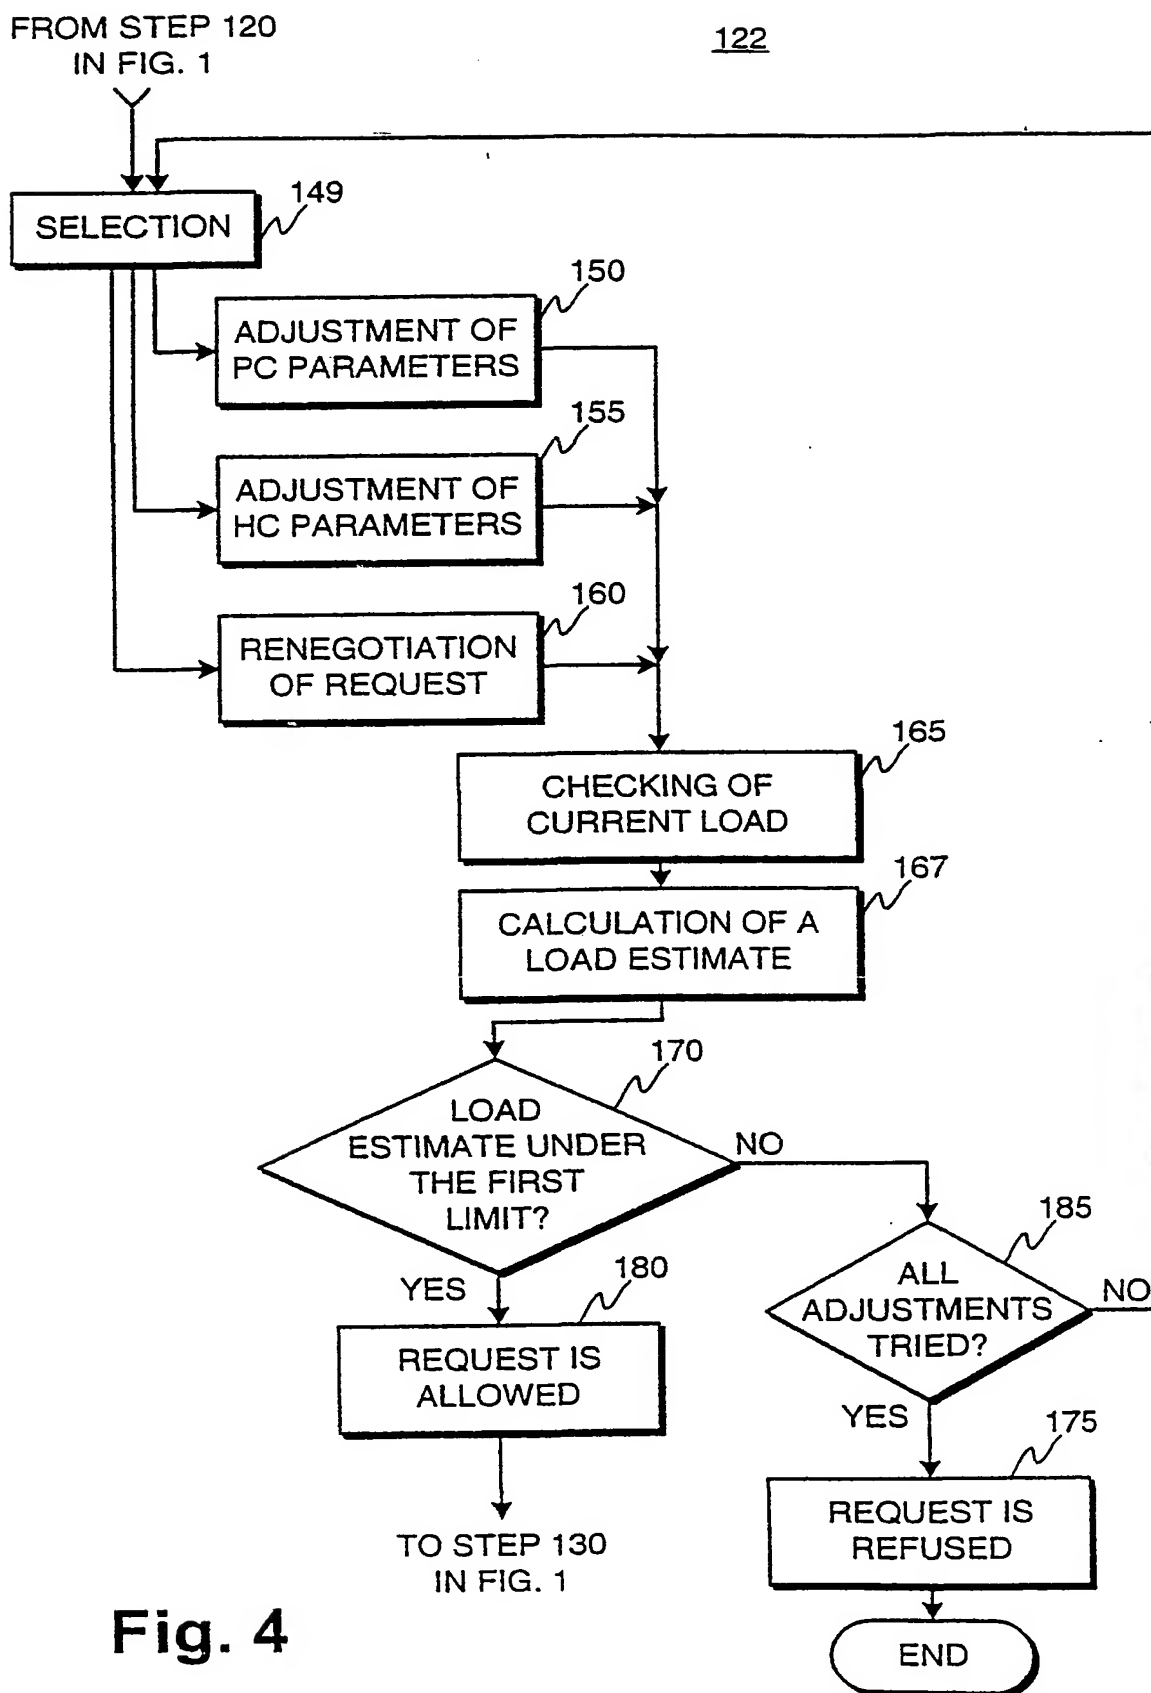 FROM STEP 120
IN FIG. 1
122
149
SELECTION
150
ADJUSTMENT OF
PC PARAMETERS
155
ADJUSTMENT OF
HC PARAMETERS
160
RENEGOTIATION
OF REQUEST
165
CHECKING OF
CURRENT LOAD
167
CALCULATION OF A
LOAD ESTIMATE
170
LOAD
ESTIMATE UNDER
THE FIRST
LIMIT?
NO
185
ALL
ADJUSTMENTS
TRIED?
NO
YES
180
REQUEST IS
ALLOWED
YES
175
REQUEST IS
REFUSED
TO STEP 130
IN FIG. 1
END
Fig. 4